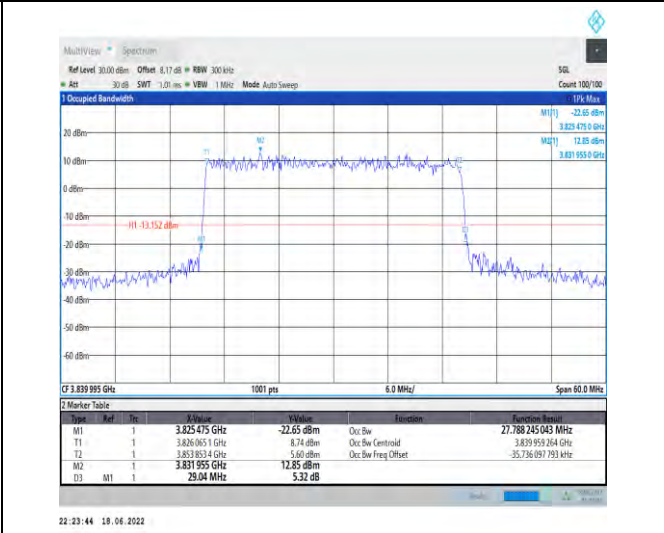 MultiView Spectrum
Ref Level 30.00 dBm Offset 8.17 dB RBW 300 kHz SGL
Att 30 dB SWT 1.01 ms VBW 1 MHz Mode Auto Sweep Count 100/100
1 Occupied Bandwidth 1Pk Max
M1[1] -22.65 dBm
3.825 475 0 GHz
M2[1] 12.85 dBm
3.831 955 0 GHz
20 dBm
M2
T1
10 dBm
0 dBm
-10 dBm
H1 -13.152 dBm
-20 dBm
-30 dBm
-40 dBm
-50 dBm
-60 dBm
CF 3.839 995 GHz 1001 pts 6.0 MHz/ Span 60.0 MHz
2 Marker Table
Type Ref Trc X-Value Y-Value Function Function Result
M1 1 3.825 475 GHz -22.65 dBm Occ Bw 27.788 245 043 MHz
T1 1 3.826 065 1 GHz 8.74 dBm Occ Bw Centroid 3.839 959 264 GHz
T2 1 3.853 853 4 GHz 5.60 dBm Occ Bw Freq Offset -35.736 097 793 kHz
M2 1 3.831 955 GHz 12.85 dBm
D3 M1 1 29.04 MHz 5.32 dB
22:23:44 18.06.2022